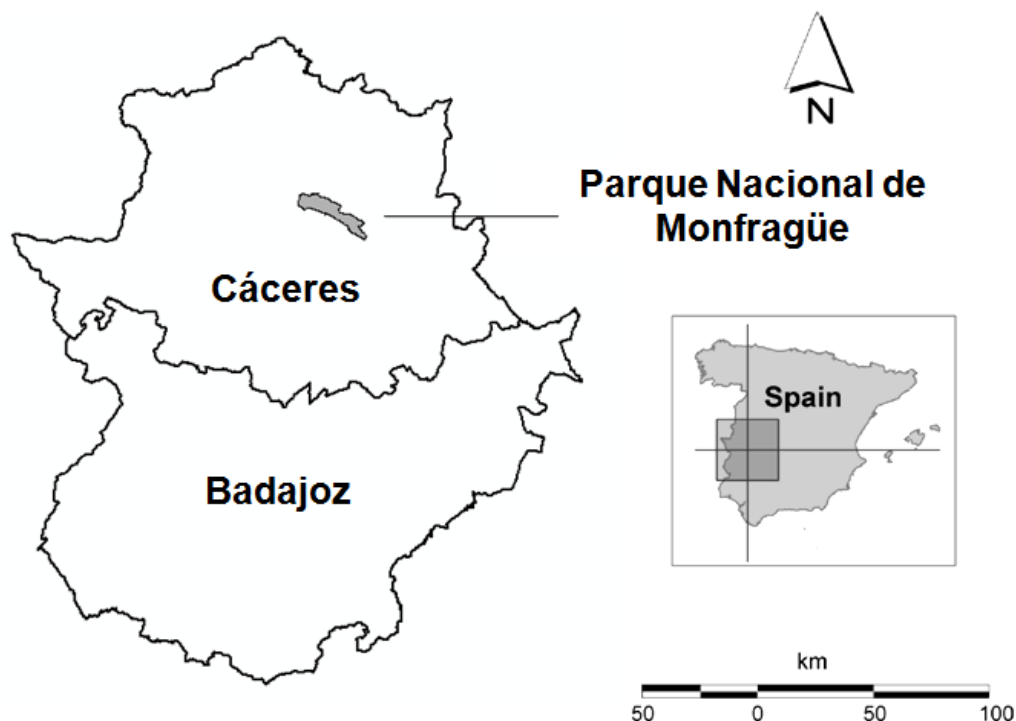 N
Parque Nacional de
Monfragüe
Cáceres
Spain
Badajoz
km
50 0 50 100